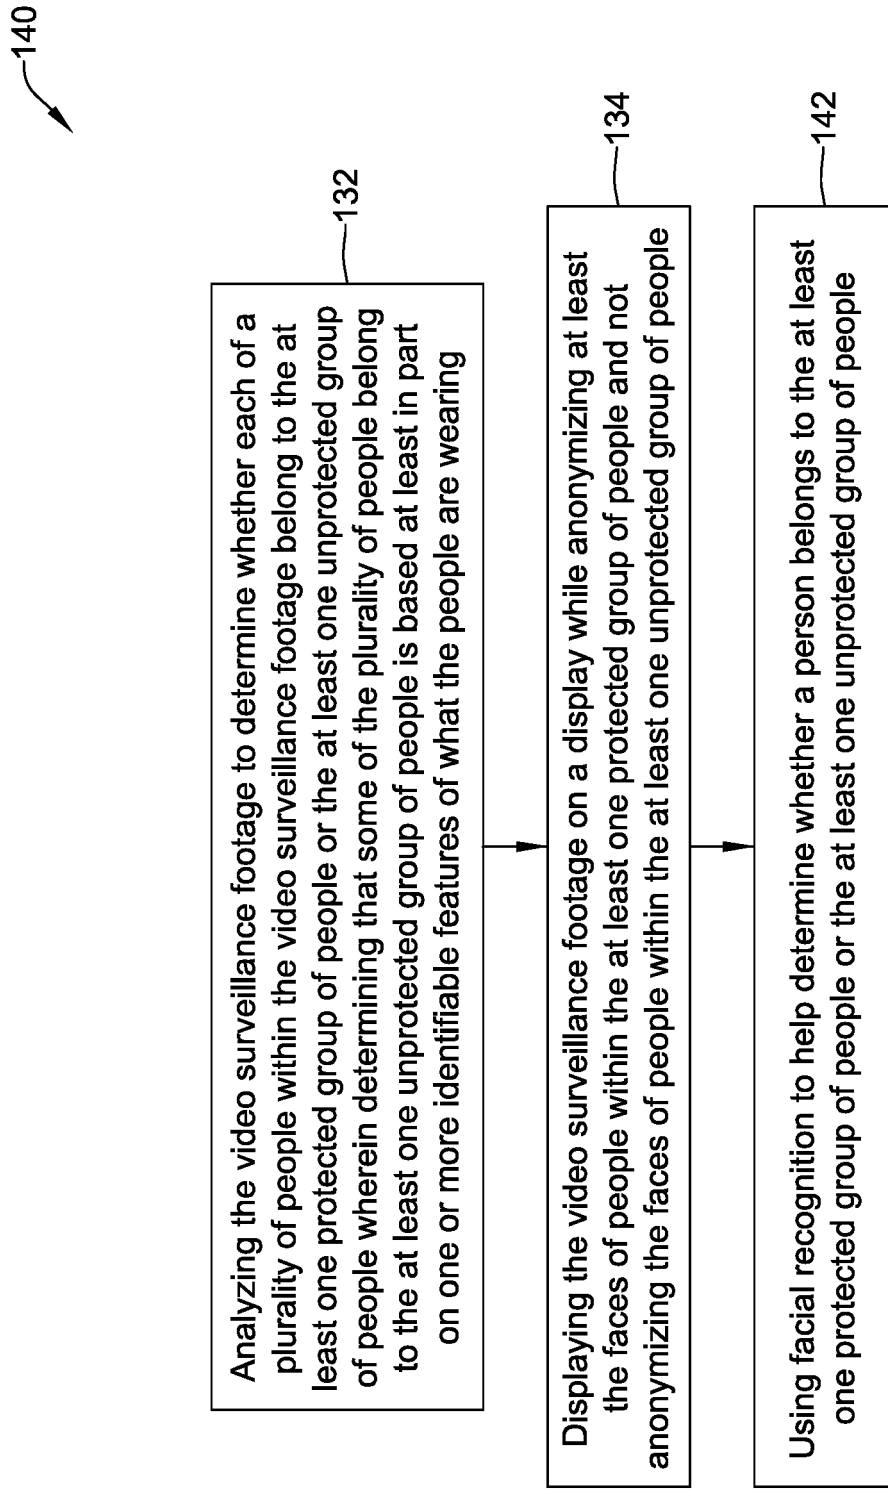 140
132
Analyzing the video surveillance footage to determine whether each of a
plurality of people within the video surveillance footage belong to the at
least one protected group of people or the at least one unprotected group
of people wherein determining that some of the plurality of people belong
to the at least one unprotected group of people is based at least in part
on one or more identifiable features of what the people are wearing
134
Displaying the video surveillance footage on a display while anonymizing at least
the faces of people within the at least one protected group of people and not
anonymizing the faces of people within the at least one unprotected group of people
142
Using facial recognition to help determine whether a person belongs to the at least
one protected group of people or the at least one unprotected group of people